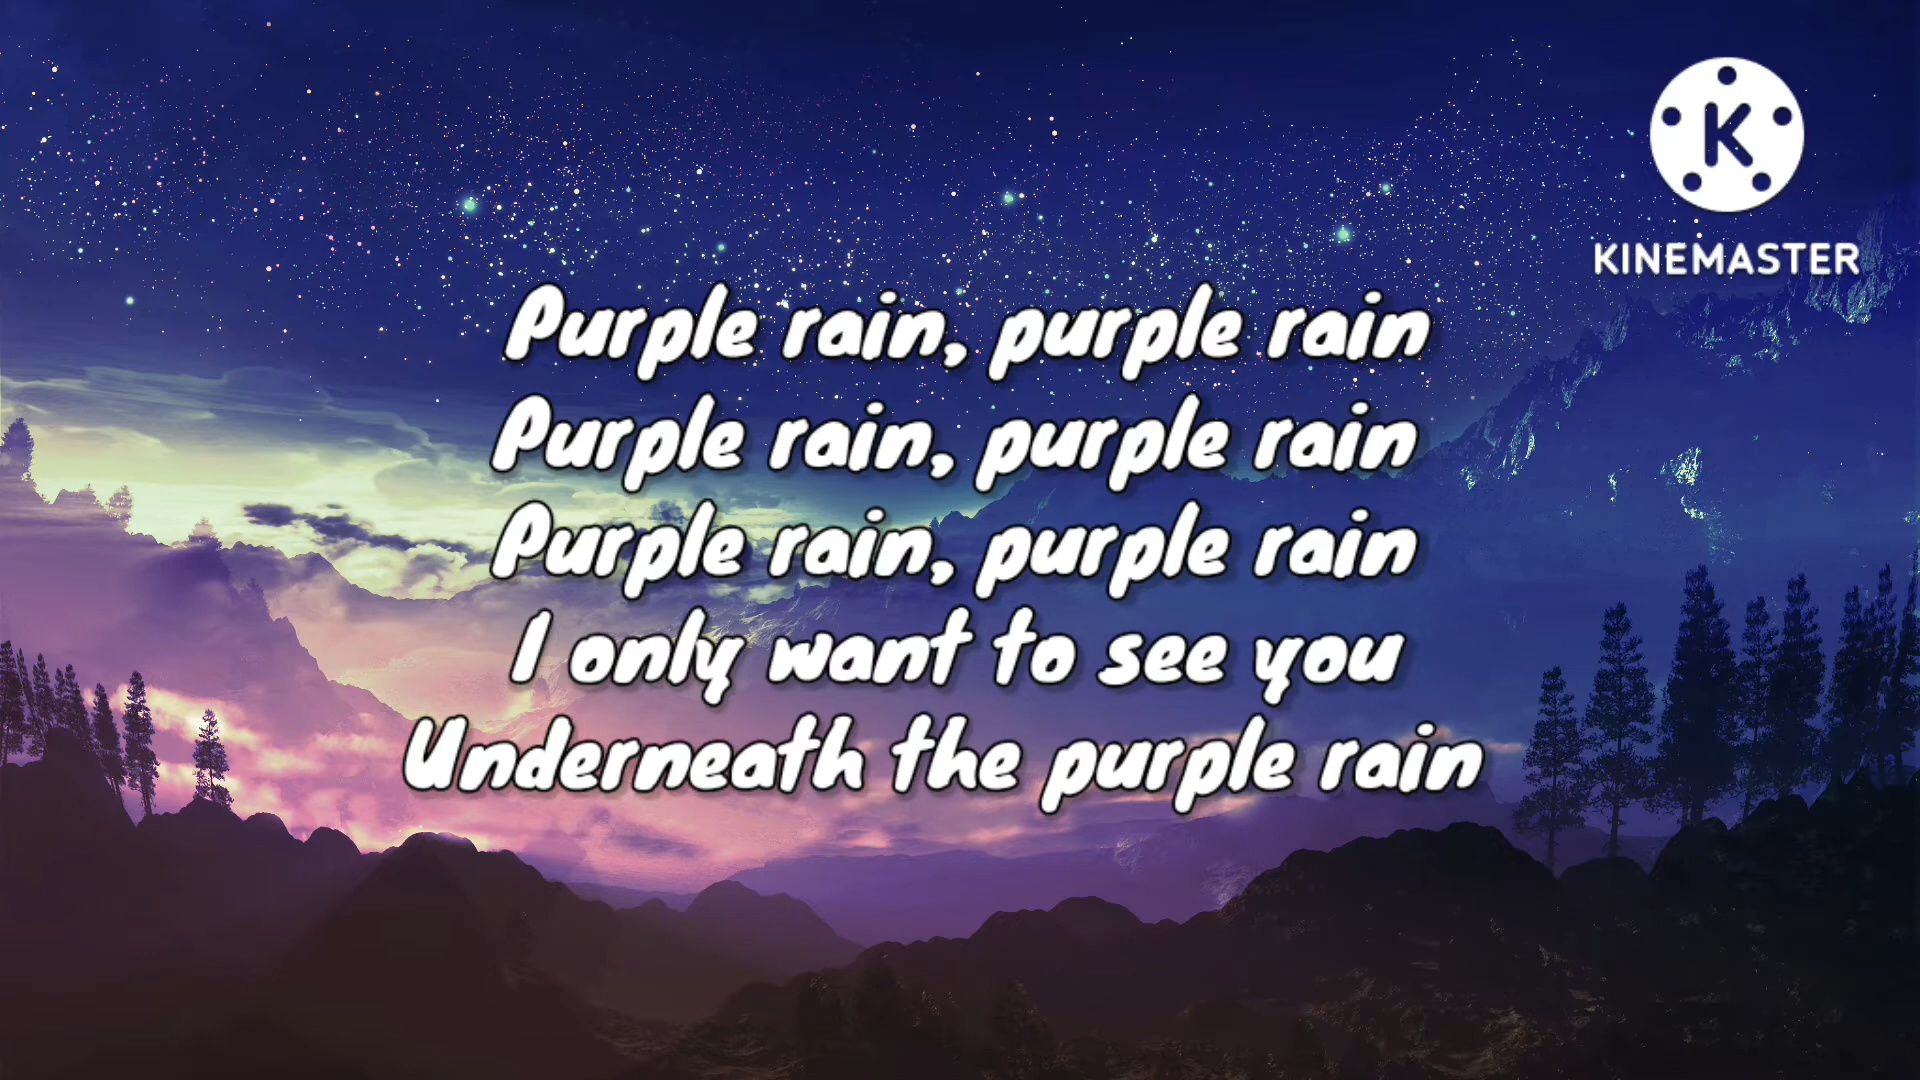 KINEMASTER
Purple rain, purple rain
Purple rain, purple rain
Purple rain, purple rain
I only want to see you
Underneath the purple rain